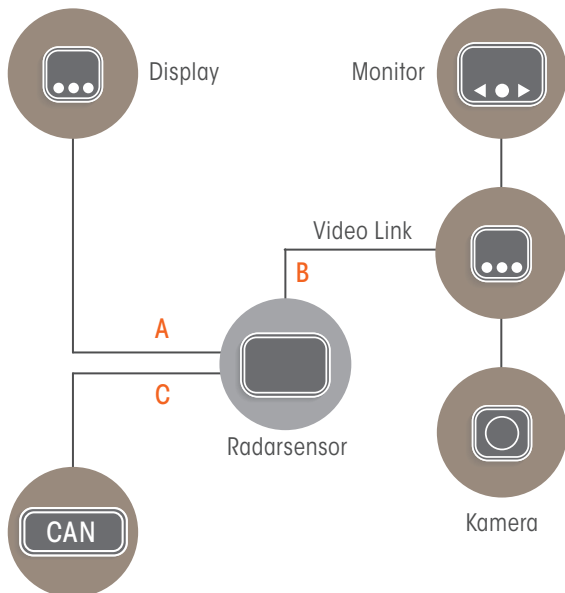 Display
Monitor
Video Link
B
A
C
Radarsensor
CAN
Kamera